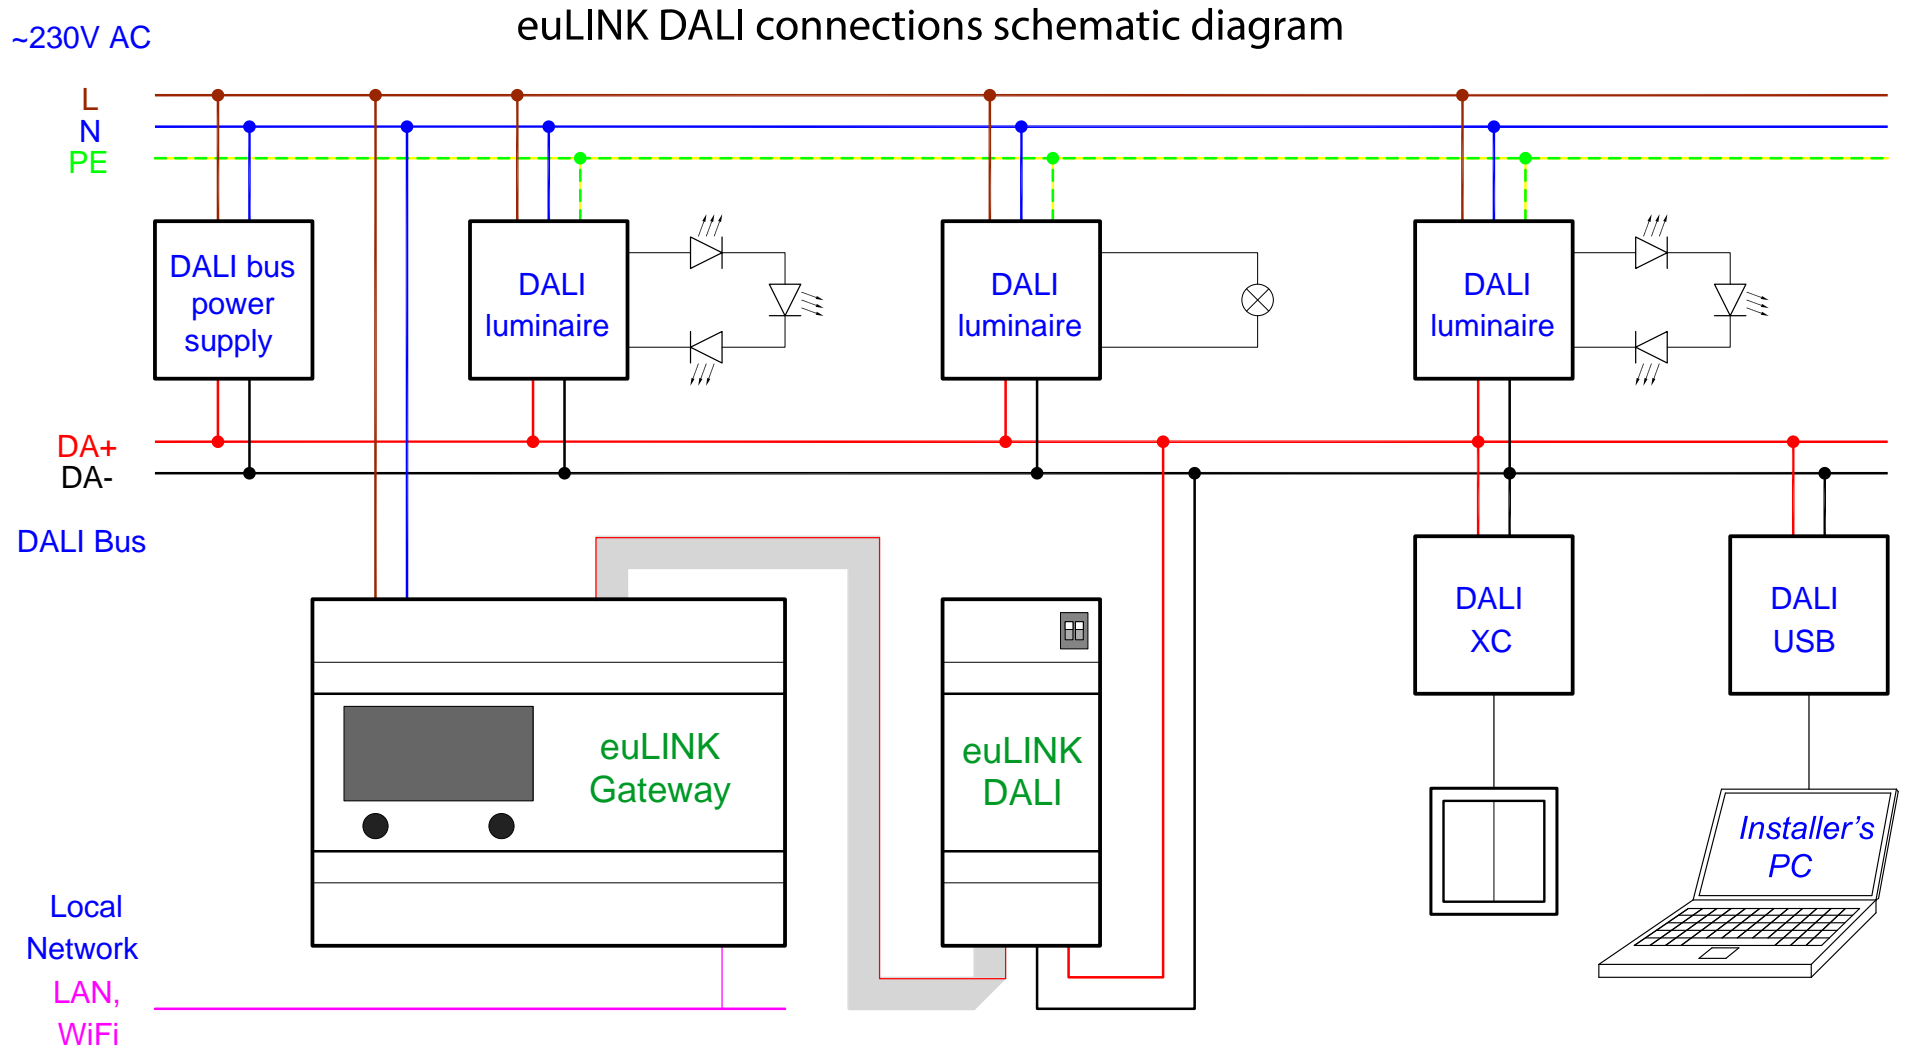 euLINK DALI connections schematic diagram
~230V AC
L
N
PE
DALI bus
power
supply
DALI
luminaire
DALI
luminaire
DALI
luminaire
DA+
DA-
DALI Bus
euLINK
Gateway
euLINK
DALI
DALI
XC
DALI
USB
Installer's
PC
Local
Network
LAN,
WiFi